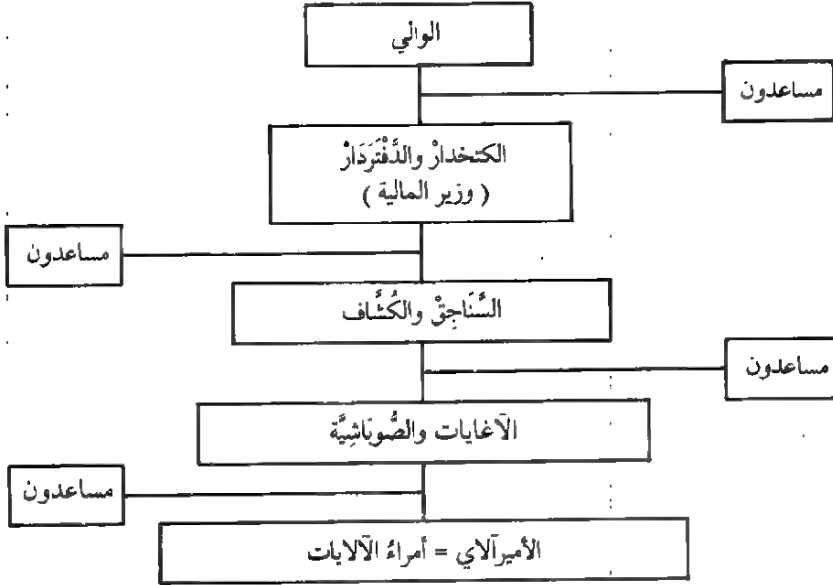 الوالي
مساعدون
الكتخدارْ والدَّفْتَرَدَارْ
( وزير المالية )
مساعدون
السَّنَاجِقْ والكُشَّاف
مساعدون
الآغايات والصُّوبَاشِيَّة
مساعدون
الأميرآلاي = أمراءُ الآلايات